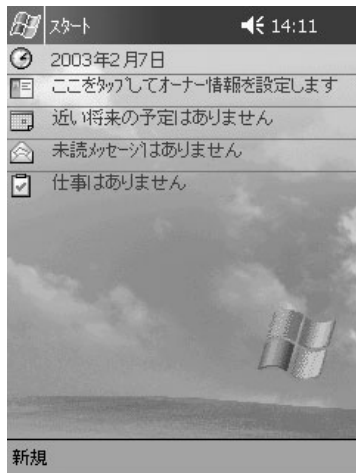 スタート 14:11
2003年2月7日
ここをタップしてオーナー情報を設定します
近い将来の予定はありません
未読メッセージはありません
仕事はありません
新規